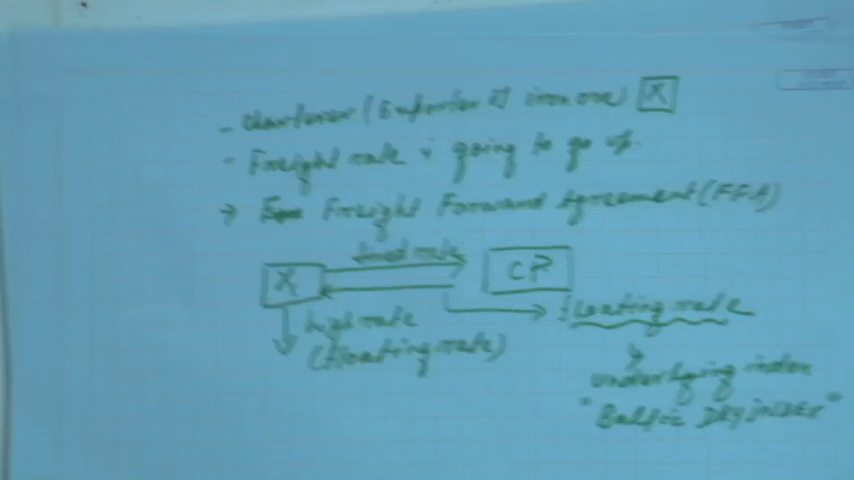 - Charterer (Exporter of iron ore) X
- Freight rate is going to go up.
→ Freight Forward Agreement (FFA)
fixed rate
X CP
high rate floating rate
(floating rate)
underlying index
"Baltic DRY INDEX"